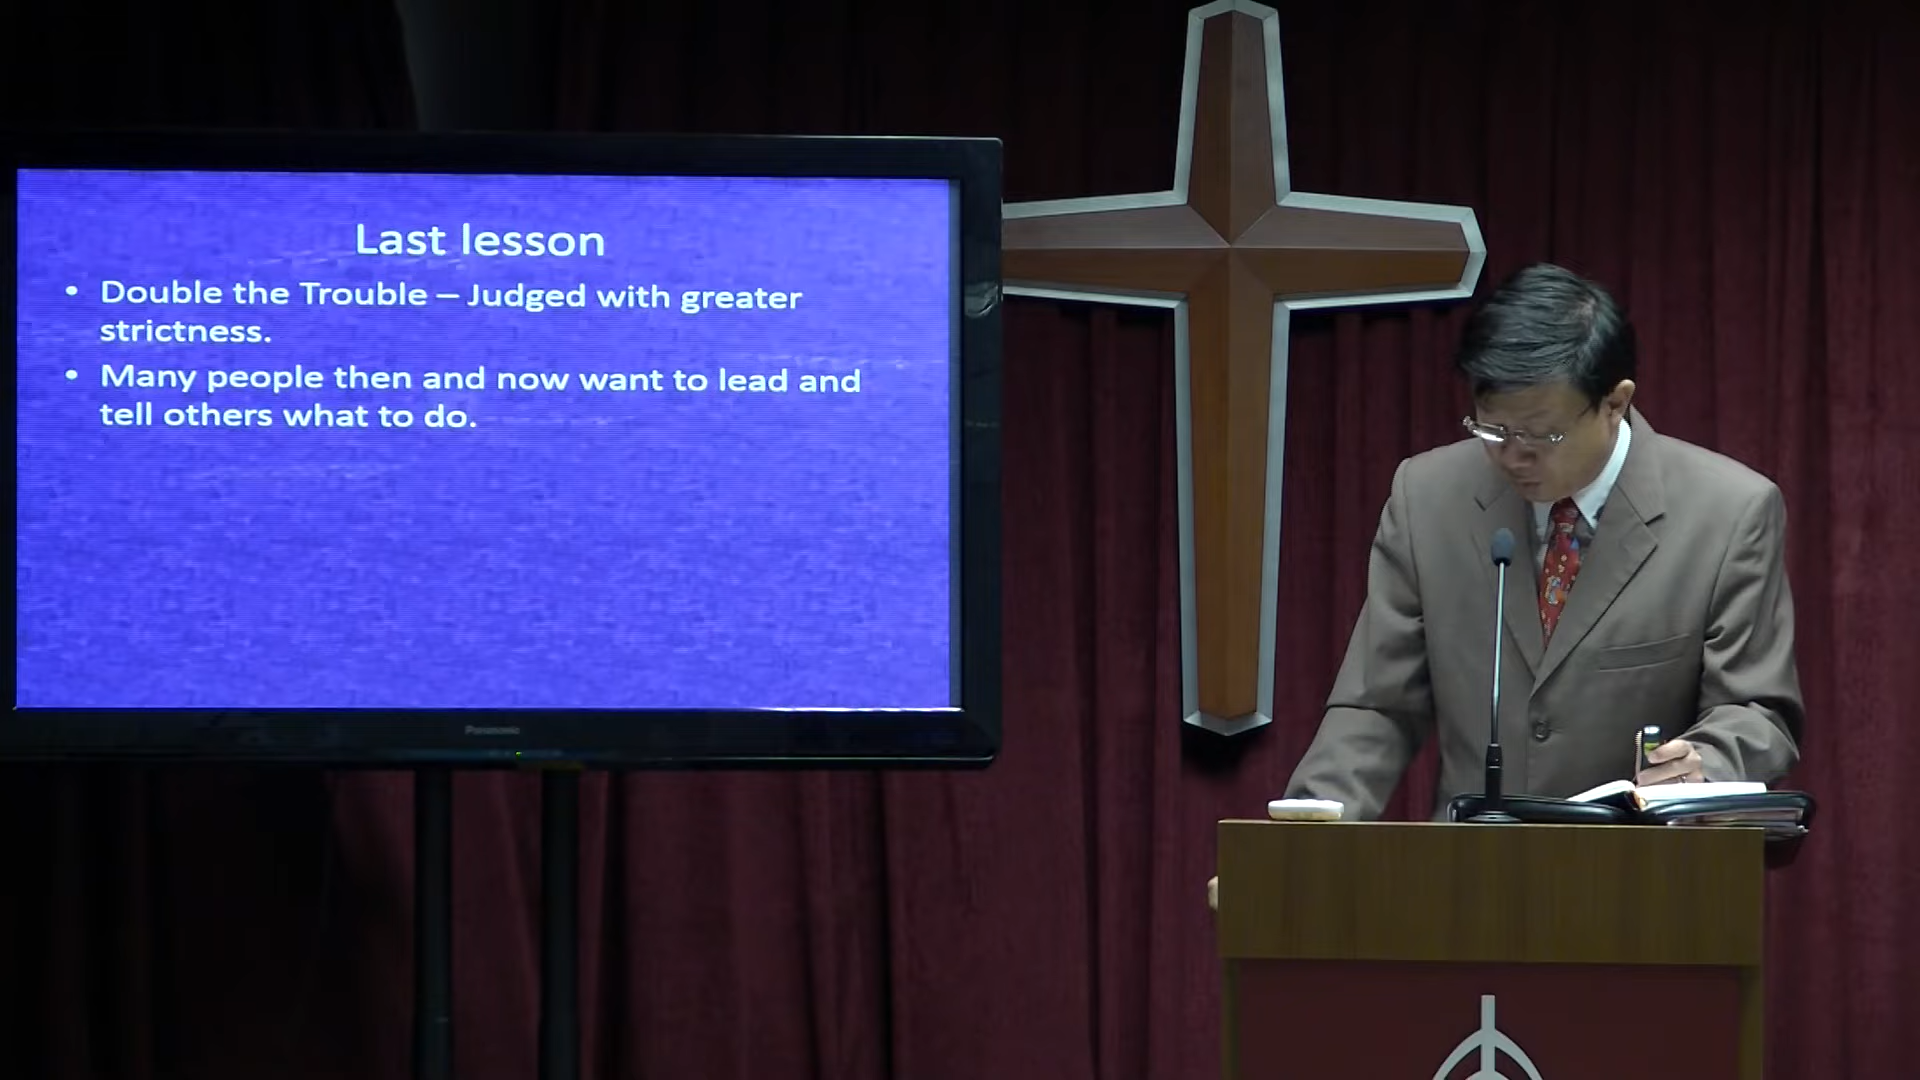 Last lesson
• Double the Trouble – Judged with greater
strictness.
• Many people then and now want to lead and
tell others what to do.
Panasonic